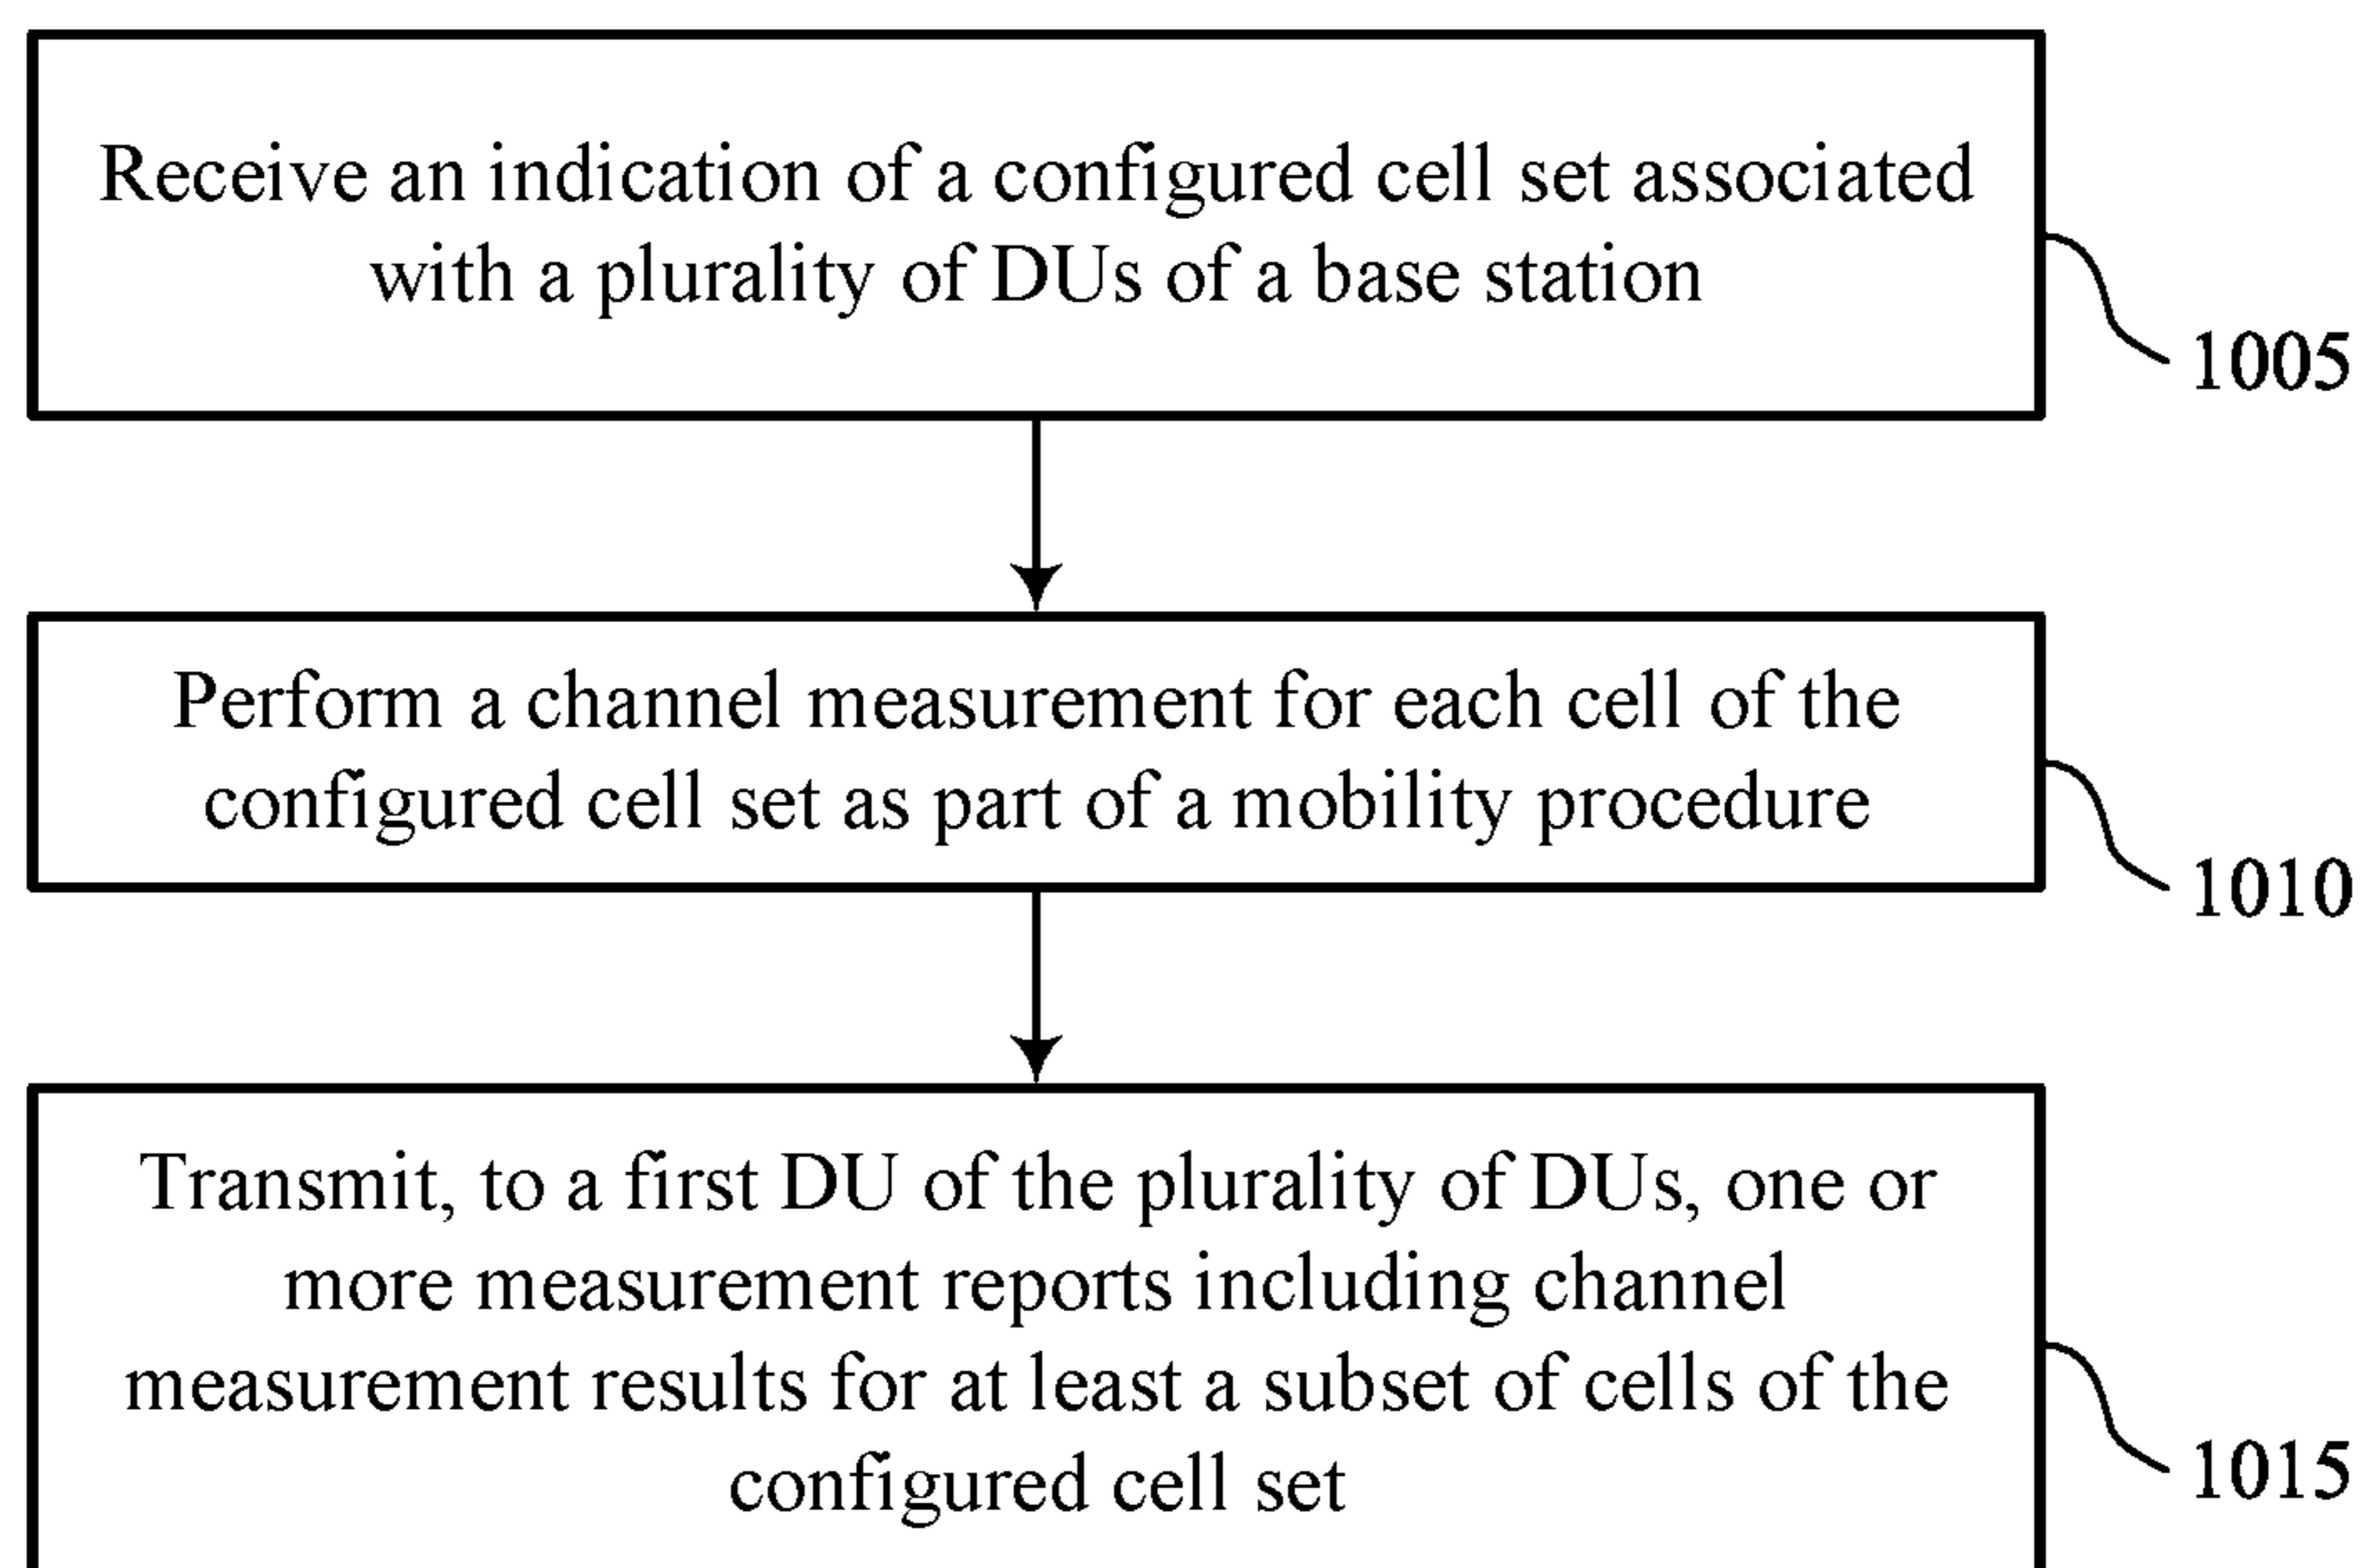 Receive an indication of a configured cell set associated
with a plurality of DUs of a base station
1005
Perform a channel measurement for each cell of the
configured cell set as part of a mobility procedure
1010
Transmit, to a first DU of the plurality of DUs, one or
more measurement reports including channel
measurement results for at least a subset of cells of the
configured cell set
1015